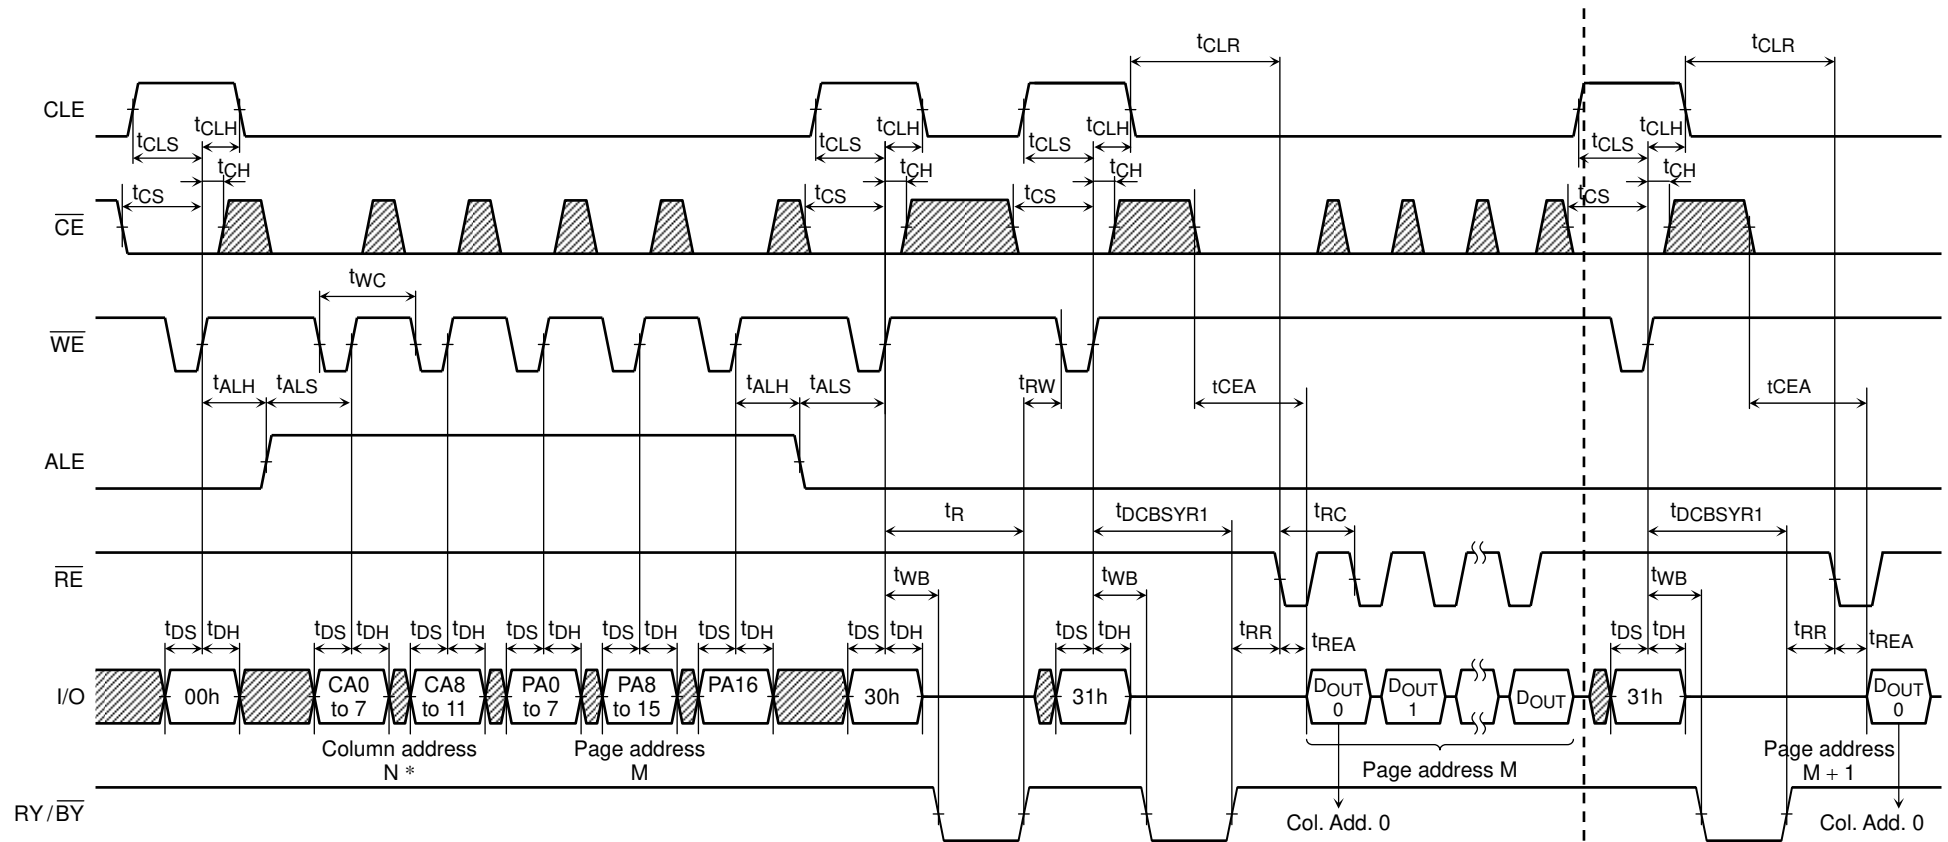 tCLR tCLR
CLE
tCLH tCLH tCLH tCLH
tCLS tCLS tCLS tCLS
tCH tCH tCH tCH
tCS tCS tCS tCS
CE
tWC
WE
tALH tALS tALH tALS tRW tCEA tCEA
ALE
tR tDCBSYR1 tRC tDCBSYR1
RE
tWB tWB tWB
tDS tDH tDS tDH tDS tDH tDS tDH tDS tDH tDS tDH tDS tDH tDS tDH tRR tREA tDS tDH tRR tREA
I/O 00h CA0 to 7 CA8 to 11 PA0 to 7 PA8 to 15 PA16 30h 31h DOUT 0 DOUT 1 DOUT 31h DOUT 0
Column address Page address Page address
N * M Page address M M + 1
RY/BY Col. Add. 0 Col. Add. 0